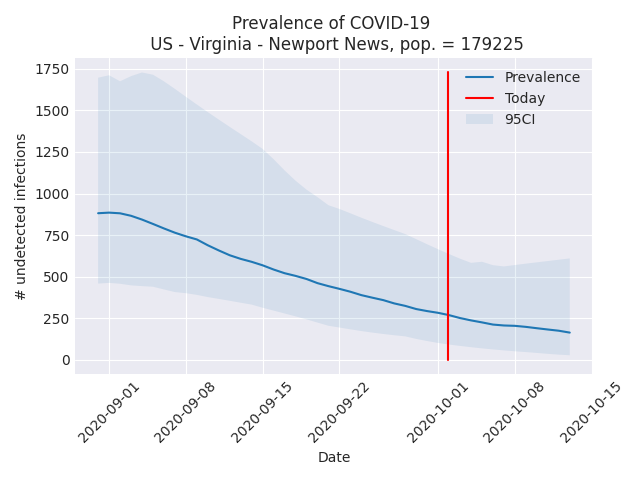 Prevalence of COVID-19
US - Virginia - Newport News, pop. = 179225
# undetected infections
1750
1500
1250
1000
750
500
250
0
Prevalence
Today
95CI
2020-09-01
2020-09-08
2020-09-15
2020-09-22
2020-10-01
2020-10-08
2020-10-15
Date